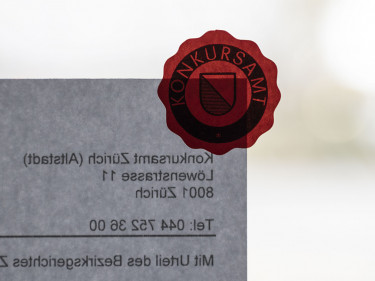 KONKURSAMT
Konkursamt Zürich (Altstadt)
Löwenstrasse 11
8001 Zürich
Tel: 044 752 36 00
Mit Urteil des Bezirksgerichtes Z